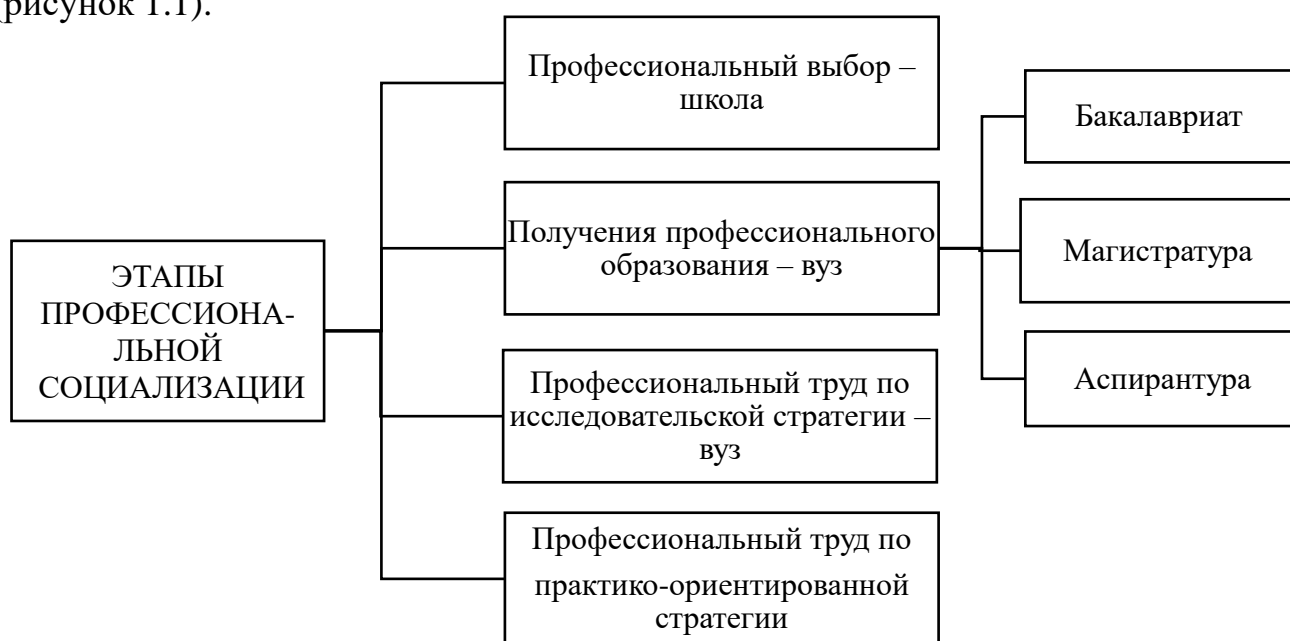 (рисунок 1.1).
Профессиональный выбор –
школа
Получения профессионального
образования – вуз
Профессиональный труд по
исследовательской стратегии –
вуз
Профессиональный труд по
практико-ориентированной
стратегии
ЭТАПЫ
ПРОФЕССИОНА-
ЛЬНОЙ
СОЦИАЛИЗАЦИИ
Бакалавриат
Магистратура
Аспирантура